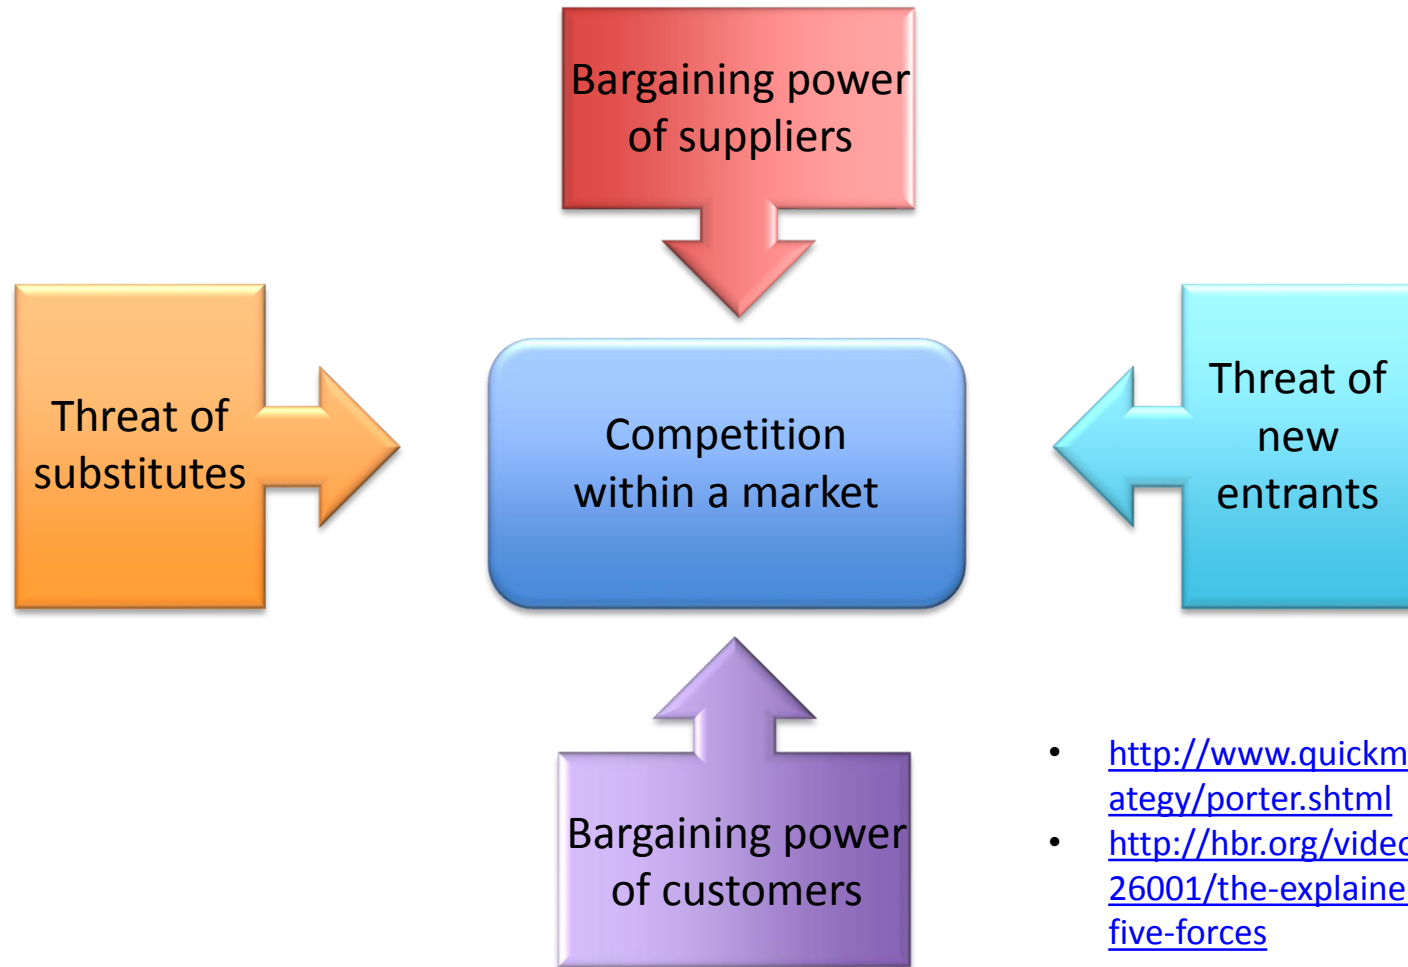 Bargaining power
of suppliers
Threat of
substitutes
Competition
within a market
Threat of
new
entrants
Bargaining power
of customers
• http://www.quickm
ategy/porter.shtml
• http://hbr.org/video
26001/the-explaine
five-forces